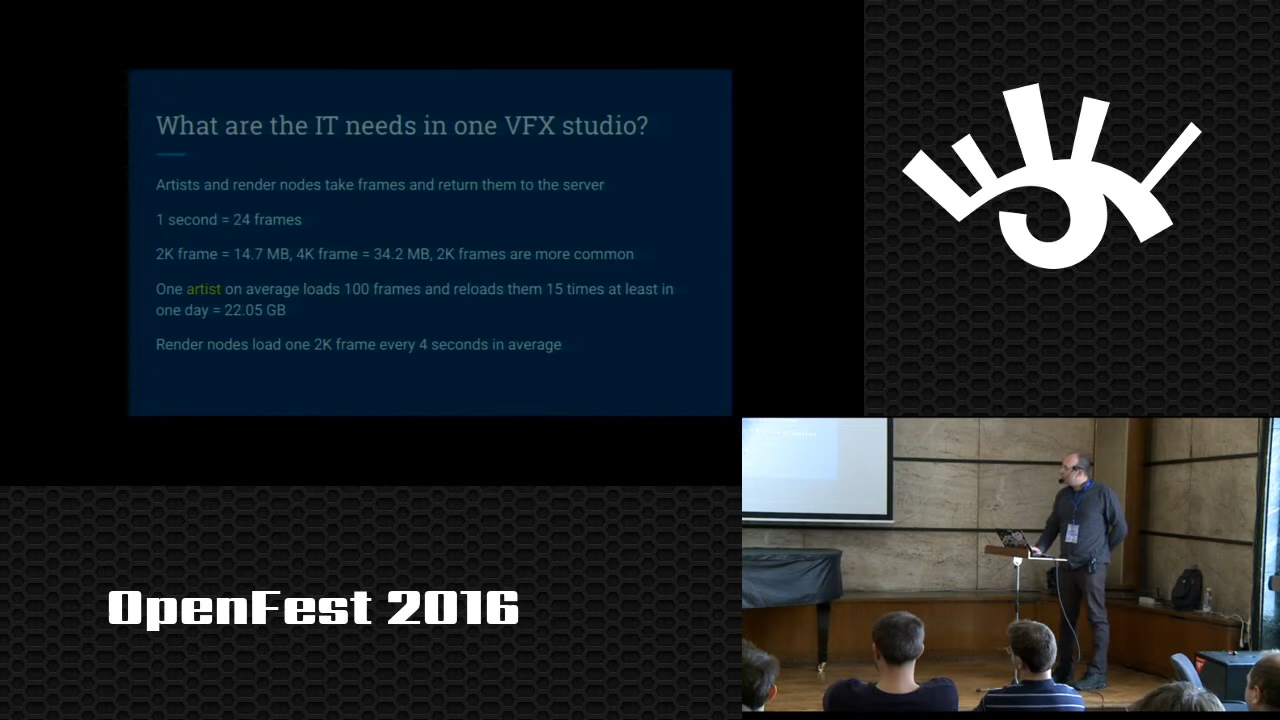 What are the IT needs in one VFX studio?
Artists and render nodes take frames and return them to the server
1 second = 24 frames
2K frame = 14.7 MB, 4K frame = 34.2 MB, 2K frames are more common
One artist on average loads 100 frames and reloads them 15 times at least in
one day = 22.05 GB
Render nodes load one 2K frame every 4 seconds in average
OpenFest 2016